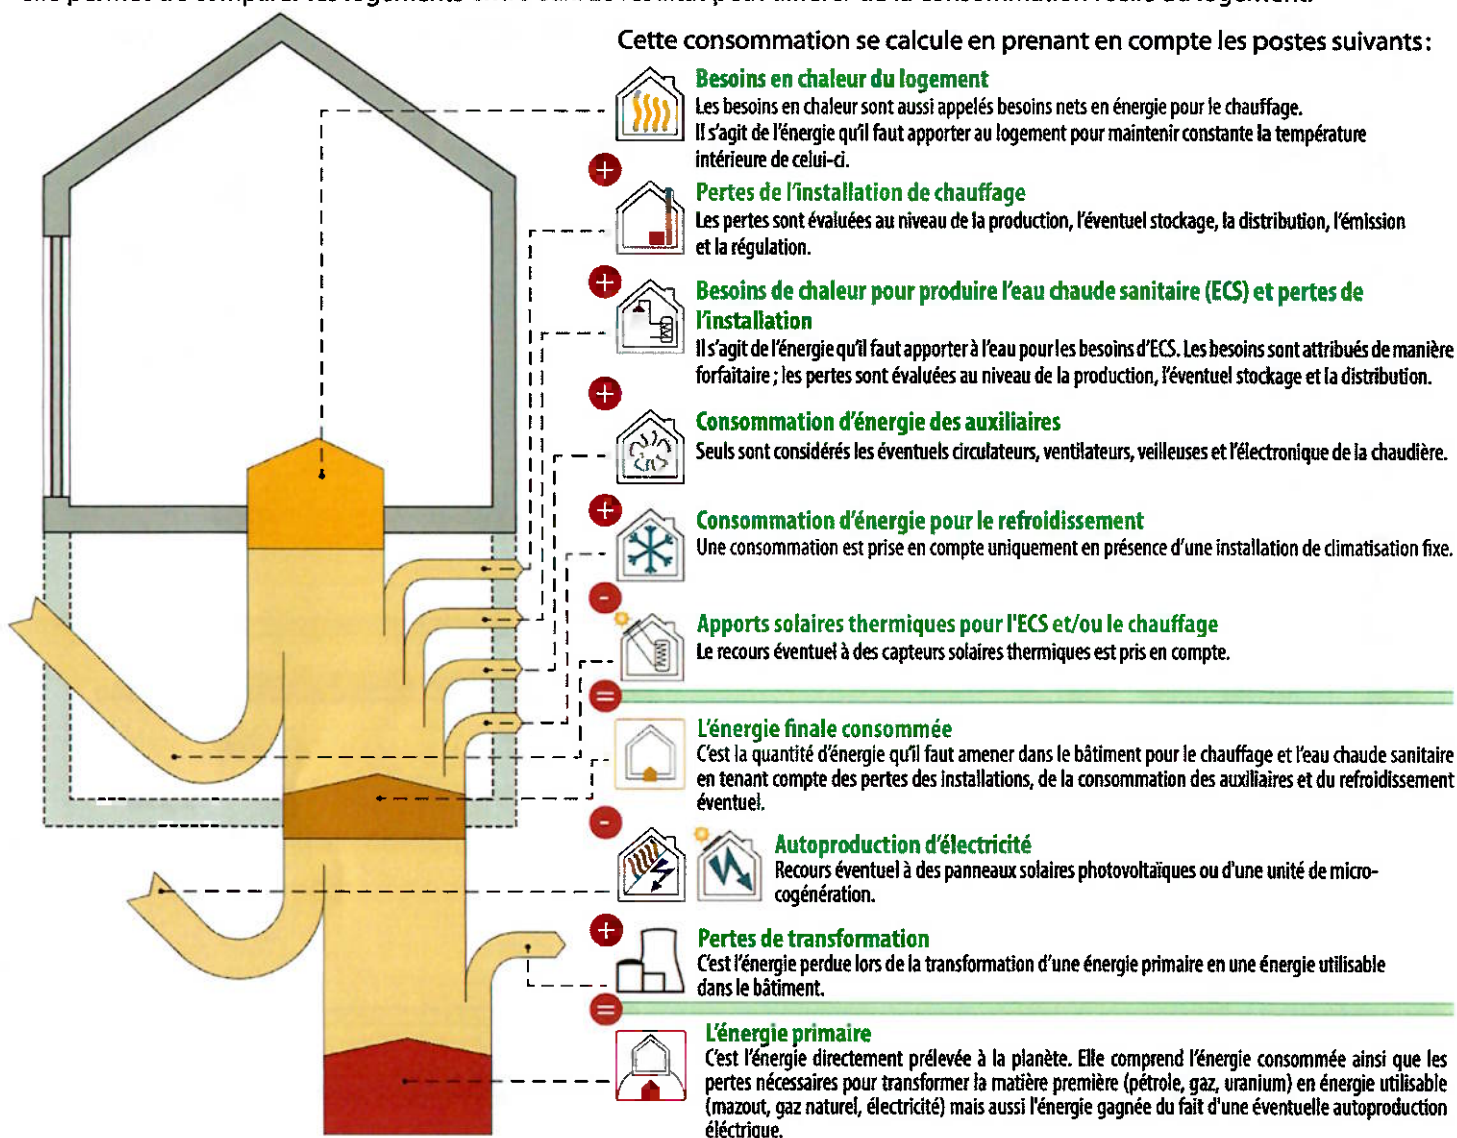 Cette consommation se calcule en prenant en compte les postes suivants :
Besoins en chaleur du logement
Les besoins en chaleur sont aussi appelés besoins nets en énergie pour le chauffage.
Il s'agit de l'énergie qu'il faut apporter au logement pour maintenir constante la température
intérieure de celui-ci.
+
Pertes de l'installation de chauffage
Les pertes sont évaluées au niveau de la production, l'éventuel stockage, la distribution, l'émission
et la régulation.
+
Besoins de chaleur pour produire l'eau chaude sanitaire (ECS) et pertes de
l'installation
Il s'agit de l'énergie qu'il faut apporter à l'eau pour les besoins d'ECS. Les besoins sont attribués de manière
forfaitaire ; les pertes sont évaluées au niveau de la production, l'éventuel stockage et la distribution.
+
Consommation d'énergie des auxiliaires
Seuls sont considérés les éventuels circulateurs, ventilateurs, veilleuses et l'électronique de la chaudière.
+
Consommation d'énergie pour le refroidissement
Une consommation est prise en compte uniquement en présence d'une installation de climatisation fixe.
-
Apports solaires thermiques pour l'ECS et/ou le chauffage
Le recours éventuel à des capteurs solaires thermiques est pris en compte.
=
L'énergie finale consommée
C'est la quantité d'énergie qu'il faut amener dans le bâtiment pour le chauffage et l'eau chaude sanitaire
en tenant compte des pertes des installations, de la consommation des auxiliaires et du refroidissement
éventuel.
-
Autoproduction d'électricité
Recours éventuel à des panneaux solaires photovoltaïques ou d'une unité de micro-
cogénération.
+
Pertes de transformation
C'est l'énergie perdue lors de la transformation d'une énergie primaire en une énergie utilisable
dans le bâtiment.
=
L'énergie primaire
C'est l'énergie directement prélevée à la planète. Elle comprend l'énergie consommée ainsi que les
pertes nécessaires pour transformer la matière première (pétrole, gaz, uranium) en énergie utilisable
(mazout, gaz naturel, électricité) mais aussi l'énergie gagnée du fait d'une éventuelle autoproduction
éléctrique.